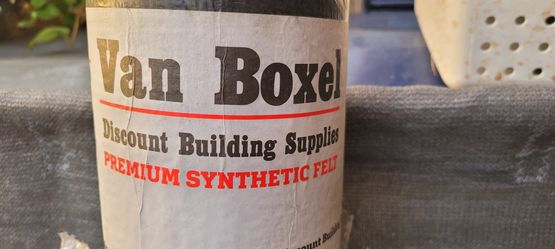 Van Boxel
Discount Building Supplies
PREMIUM SYNTHETIC FELT